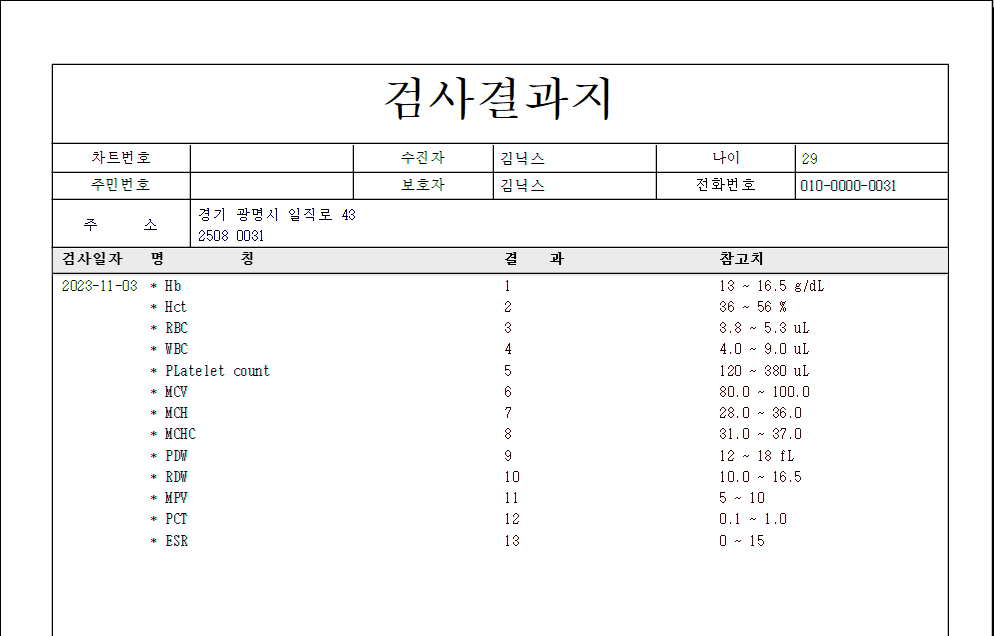 검사결과지
차트번호 수진자 김닉스 나이 29
주민번호 보호자 김닉스 전화번호 010-0000-0031
주 소 경기 광명시 일직로 43
2508 0031
검사일자 명 칭 결 과 참고치
2023-11-03 * Hb 1 13 ~ 16.5 g/dL
* Hct 2 36 ~ 56 %
* RBC 3 3.8 ~ 5.3 uL
* WBC 4 4.0 ~ 9.0 uL
* PLatelet count 5 120 ~ 380 uL
* MCV 6 80.0 ~ 100.0
* MCH 7 28.0 ~ 36.0
* MCHC 8 31.0 ~ 37.0
* PDW 9 12 ~ 18 fL
* RDW 10 10.0 ~ 16.5
* MPV 11 5 ~ 10
* PCT 12 0.1 ~ 1.0
* ESR 13 0 ~ 15